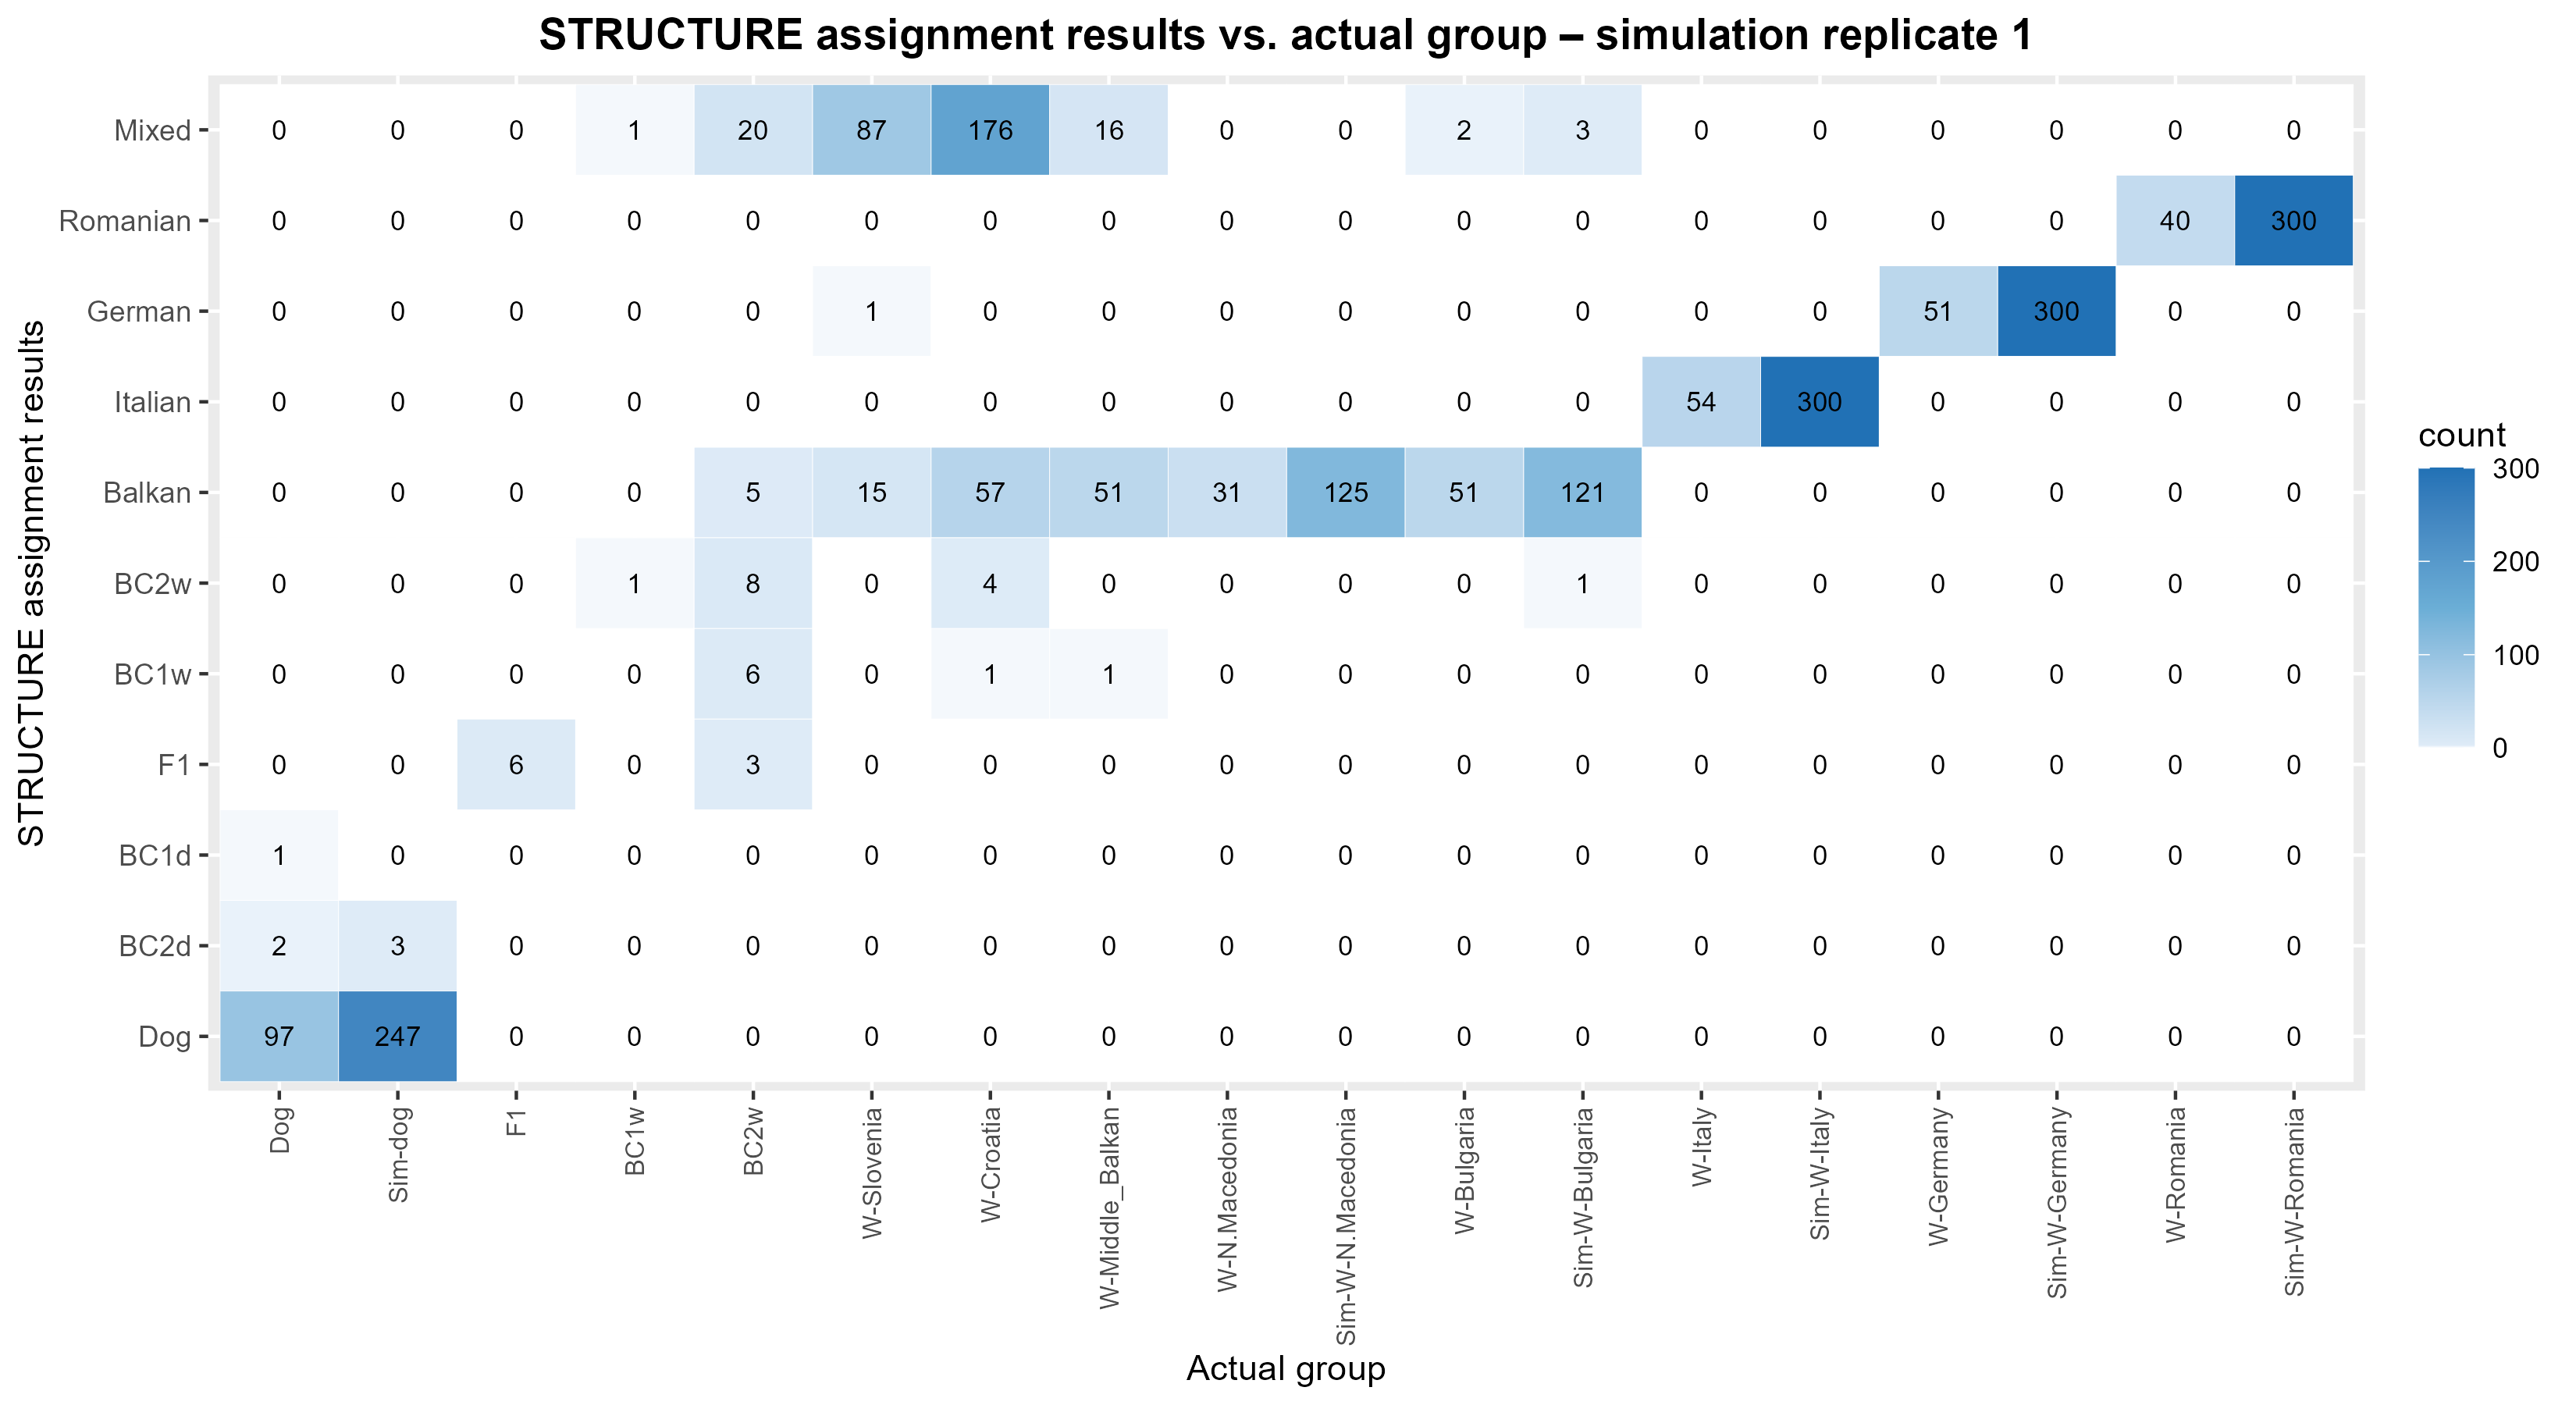 STRUCTURE assignment results vs. actual group – simulation replicate 1
STRUCTURE assignment results
Mixed 0 0 0 1 20 87 176 16 0 0 2 3 0 0 0 0 0 0
Romanian 0 0 0 0 0 0 0 0 0 0 0 0 0 0 0 0 40 300
German 0 0 0 0 0 1 0 0 0 0 0 0 0 0 51 300 0 0
Italian 0 0 0 0 0 0 0 0 0 0 0 0 54 300 0 0 0 0
Balkan 0 0 0 0 5 15 57 51 31 125 51 121 0 0 0 0 0 0
BC2w 0 0 0 1 8 0 4 0 0 0 0 1 0 0 0 0 0 0
BC1w 0 0 0 0 6 0 1 1 0 0 0 0 0 0 0 0 0 0
F1 0 0 6 0 3 0 0 0 0 0 0 0 0 0 0 0 0 0
BC1d 1 0 0 0 0 0 0 0 0 0 0 0 0 0 0 0 0 0
BC2d 2 3 0 0 0 0 0 0 0 0 0 0 0 0 0 0 0 0
Dog 97 247 0 0 0 0 0 0 0 0 0 0 0 0 0 0 0 0
Dog
Sim-dog
F1
BC1w
BC2w
W-Slovenia
W-Croatia
W-Middle_Balkan
W-N.Macedonia
Sim-W-N.Macedonia
W-Bulgaria
Sim-W-Bulgaria
W-Italy
Sim-W-Italy
W-Germany
Sim-W-Germany
W-Romania
Sim-W-Romania
Actual group
count
300
200
100
0